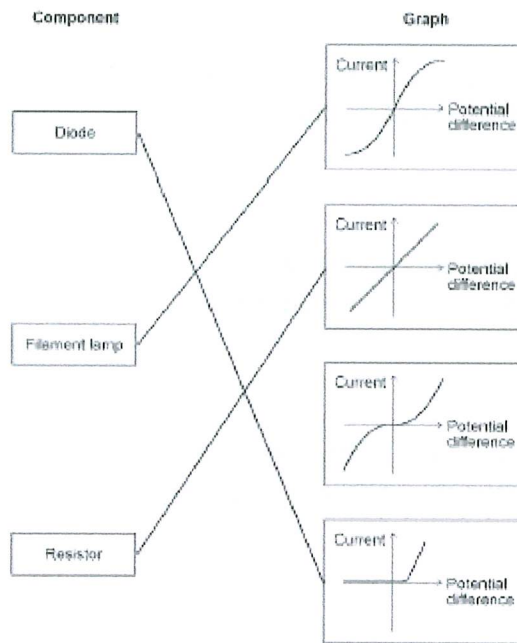 Component
Graph
Current
Potential
difference
Diode
Current
Potential
difference
Filament lamp
Current
Potential
difference
Resistor
Current
Potential
difference